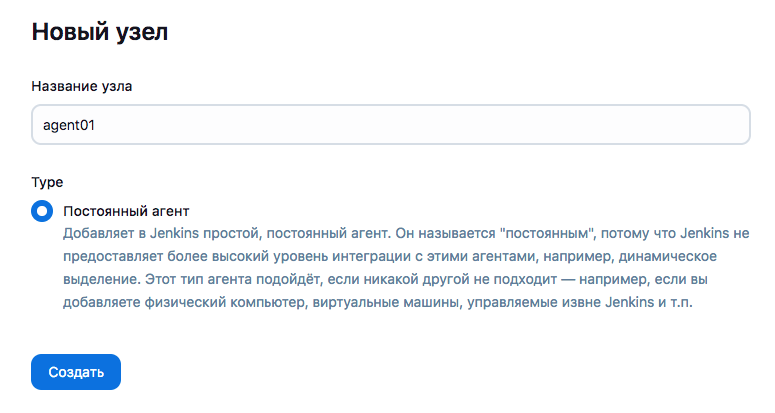 Новый узел
Название узла
agent01
Type
Постоянный агент
Добавляет в Jenkins простой, постоянный агент. Он называется "постоянным", потому что Jenkins не
предоставляет более высокий уровень интеграции с этими агентами, например, динамическое
выделение. Этот тип агента подойдёт, если никакой другой не подходит — например, если вы
добавляете физический компьютер, виртуальные машины, управляемые извне Jenkins и т.п.
Создать